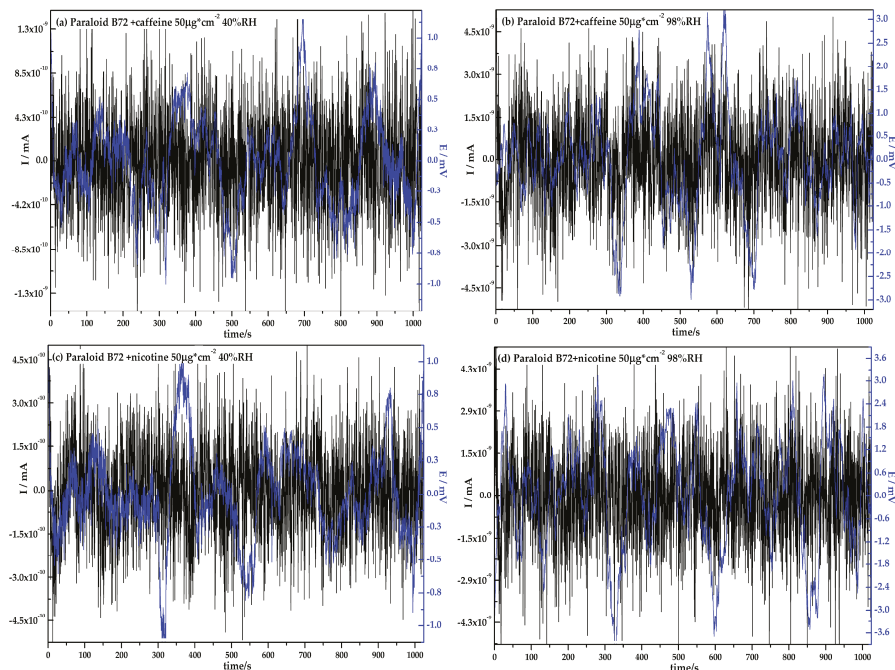 (a) Paraloid B72 +caffeine 50µg*cm⁻² 40%RH
I / mA
1.3x10⁻⁹
8.5x10⁻¹⁰
4.3x10⁻¹⁰
0.0
-4.2x10⁻¹⁰
-8.5x10⁻¹⁰
-1.3x10⁻⁹
1.0
0.8
0.5
0.3
0.0
-0.3
-0.5
-0.8
-1.0
E / mV
0 100 200 300 400 500 600 700 800 900 1000
time/s
(b) Paraloid B72+caffeine 50µg*cm⁻² 98%RH
I / mA
4.5x10⁻⁹
3.0x10⁻⁹
1.5x10⁻⁹
0.0
-1.5x10⁻⁹
-3.0x10⁻⁹
-4.5x10⁻⁹
3.0
2.5
2.0
1.5
1.0
0.5
0.0
-0.5
-1.0
-1.5
-2.0
-2.5
-3.0
E / mV
0 100 200 300 400 500 600 700 800 900 1000
time/s
(c) Paraloid B72 +nicotine 50µg*cm⁻² 40%RH
I / mA
4.5x10⁻¹⁰
3.0x10⁻¹⁰
1.5x10⁻¹⁰
0.0
-1.5x10⁻¹⁰
-3.0x10⁻¹⁰
-4.5x10⁻¹⁰
1.0
0.8
0.5
0.3
0.0
-0.3
-0.5
-0.8
-1.0
E / mV
0 100 200 300 400 500 600 700 800 900 1000
time/s
(d) Paraloid B72+nicotine 50µg*cm⁻² 98%RH
I / mA
4.3x10⁻⁹
2.9x10⁻⁹
1.5x10⁻⁹
0.0
-1.5x10⁻⁹
-2.9x10⁻⁹
-4.3x10⁻⁹
3.6
3.0
2.4
1.8
1.2
0.6
0.0
-0.6
-1.2
-1.8
-2.4
-3.0
-3.6
E / mV
0 100 200 300 400 500 600 700 800 900 1000
time/s